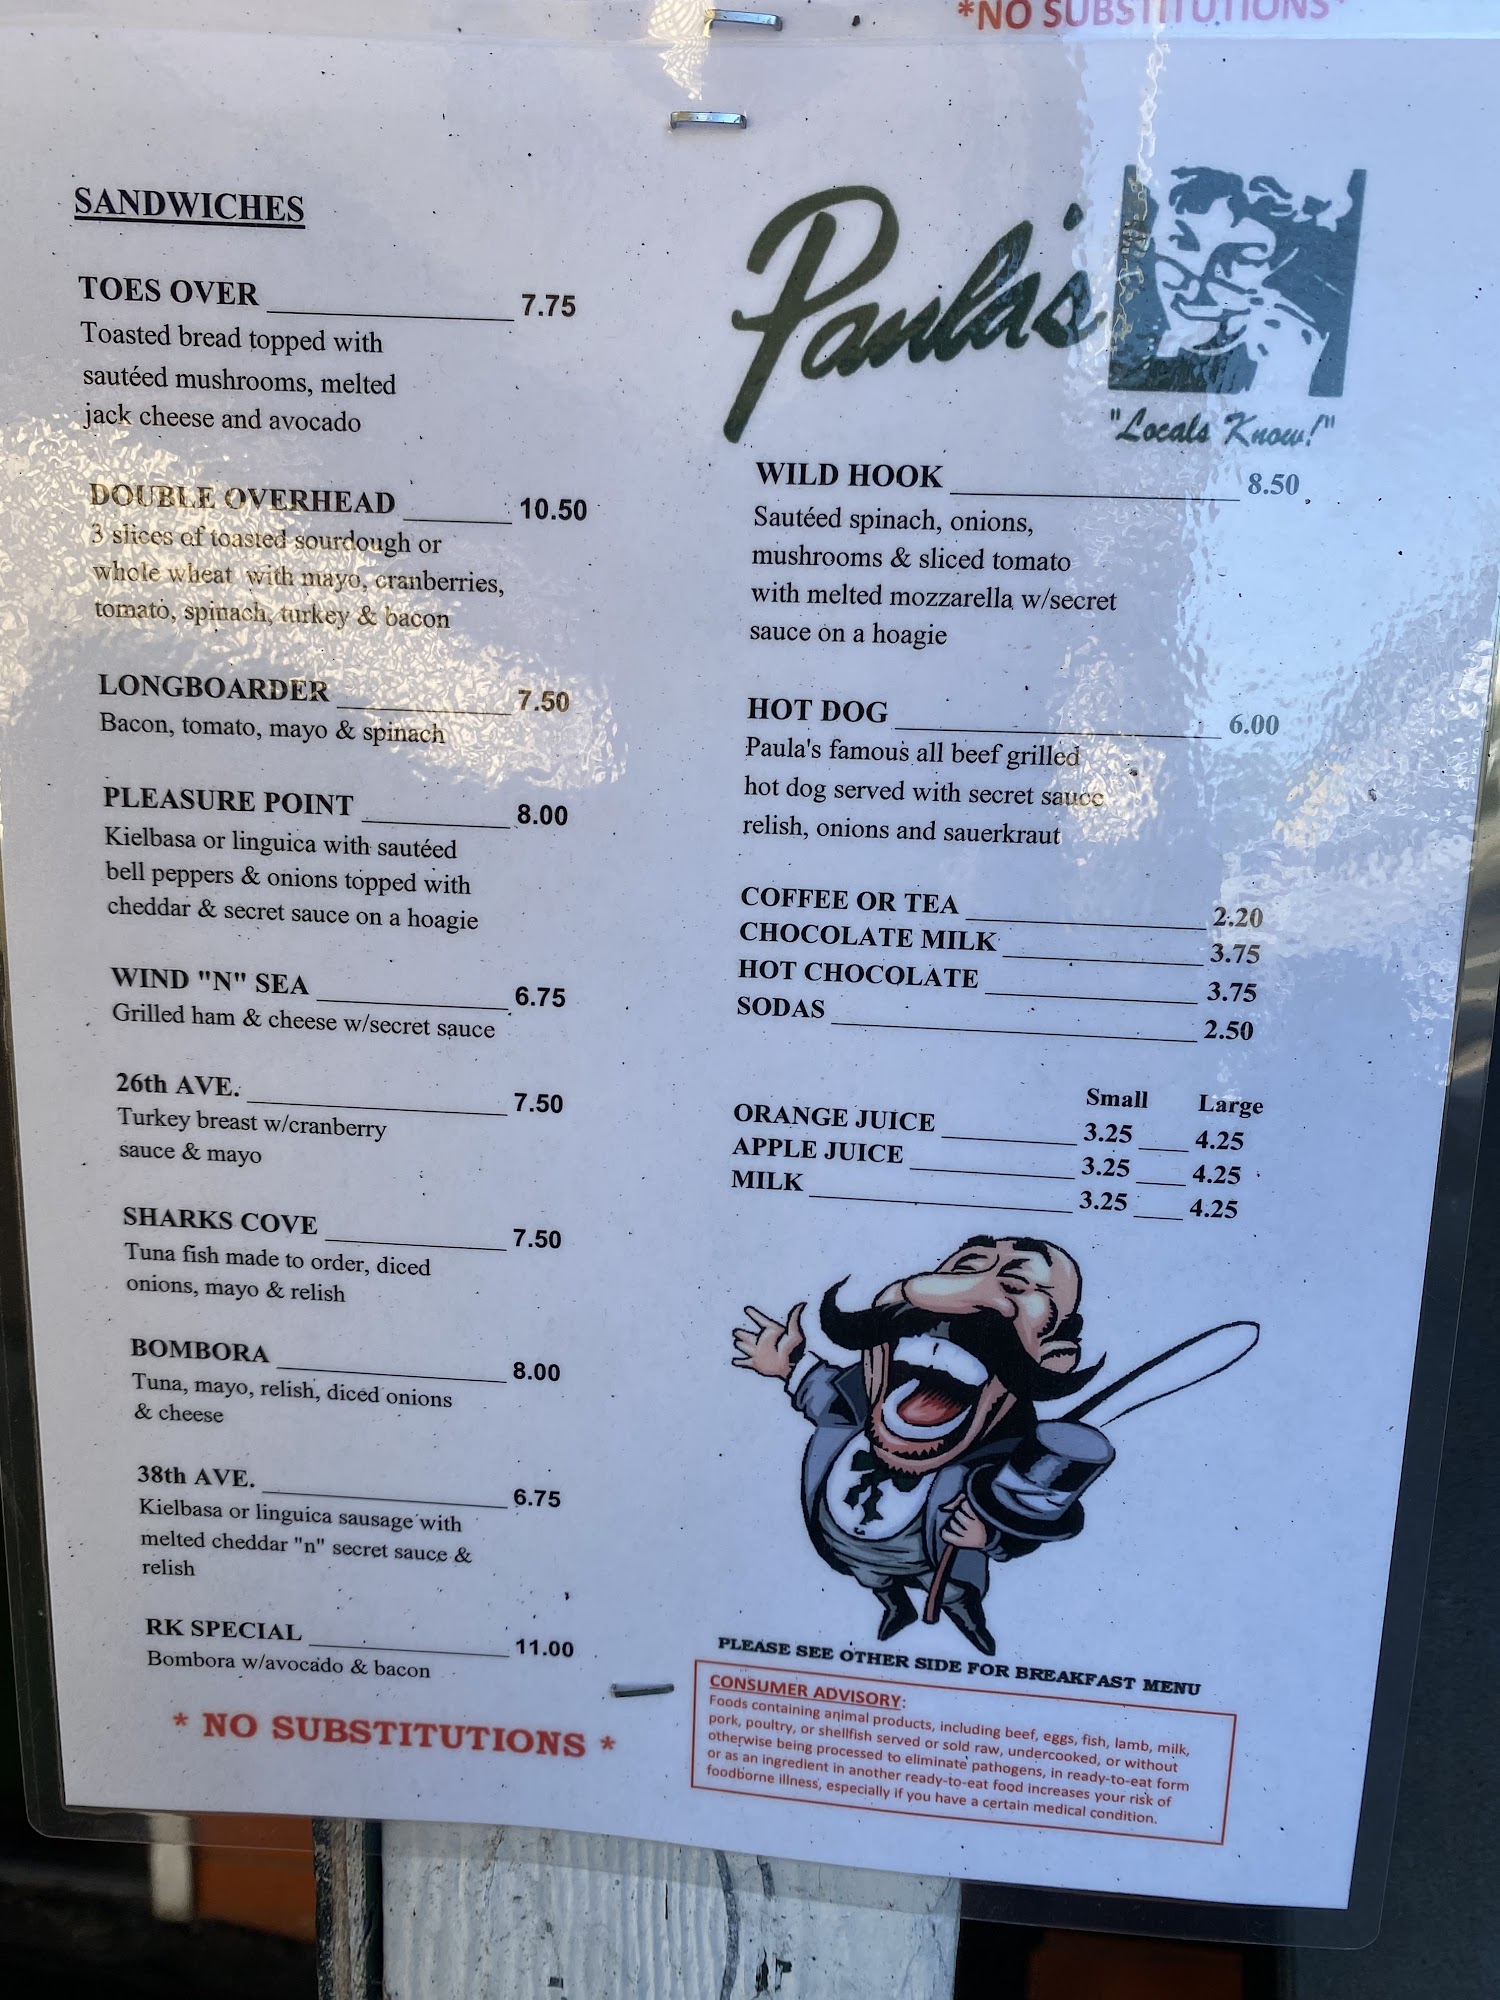 *NO SUBSTITUTIONS*
SANDWICHES
TOES OVER 7.75
Toasted bread topped with
sautéed mushrooms, melted
jack cheese and avocado
DOUBLE OVERHEAD 10.50
3 slices of toasted sourdough or
whole wheat with mayo, cranberries,
tomato, spinach, turkey & bacon
LONGBOARDER 7.50
Bacon, tomato, mayo & spinach
PLEASURE POINT 8.00
Kielbasa or linguica with sautéed
bell peppers & onions topped with
cheddar & secret sauce on a hoagie
WIND "N" SEA 6.75
Grilled ham & cheese w/secret sauce
26th AVE. 7.50
Turkey breast w/cranberry
sauce & mayo
SHARKS COVE 7.50
Tuna fish made to order, diced
onions, mayo & relish
BOMBORA 8.00
Tuna, mayo, relish, diced onions
& cheese
38th AVE. 6.75
Kielbasa or linguica sausage with
melted cheddar "n" secret sauce &
relish
RK SPECIAL 11.00
Bombora w/avocado & bacon
* NO SUBSTITUTIONS *
Paula's
"Locals Know!"
WILD HOOK 8.50
Sautéed spinach, onions,
mushrooms & sliced tomato
with melted mozzarella w/secret
sauce on a hoagie
HOT DOG 6.00
Paula's famous all beef grilled
hot dog served with secret sauce
relish, onions and sauerkraut
COFFEE OR TEA 2.20
CHOCOLATE MILK 3.75
HOT CHOCOLATE 3.75
SODAS 2.50
Small Large
ORANGE JUICE 3.25 4.25
APPLE JUICE 3.25 4.25
MILK 3.25 4.25
PLEASE SEE OTHER SIDE FOR BREAKFAST MENU
CONSUMER ADVISORY:
Foods containing animal products, including beef, eggs, fish, lamb, milk,
pork, poultry, or shellfish served or sold raw, undercooked, or without
otherwise being processed to eliminate pathogens, in ready-to-eat form
or as an ingredient in another ready-to-eat food increases your risk of
foodborne illness, especially if you have a certain medical condition.